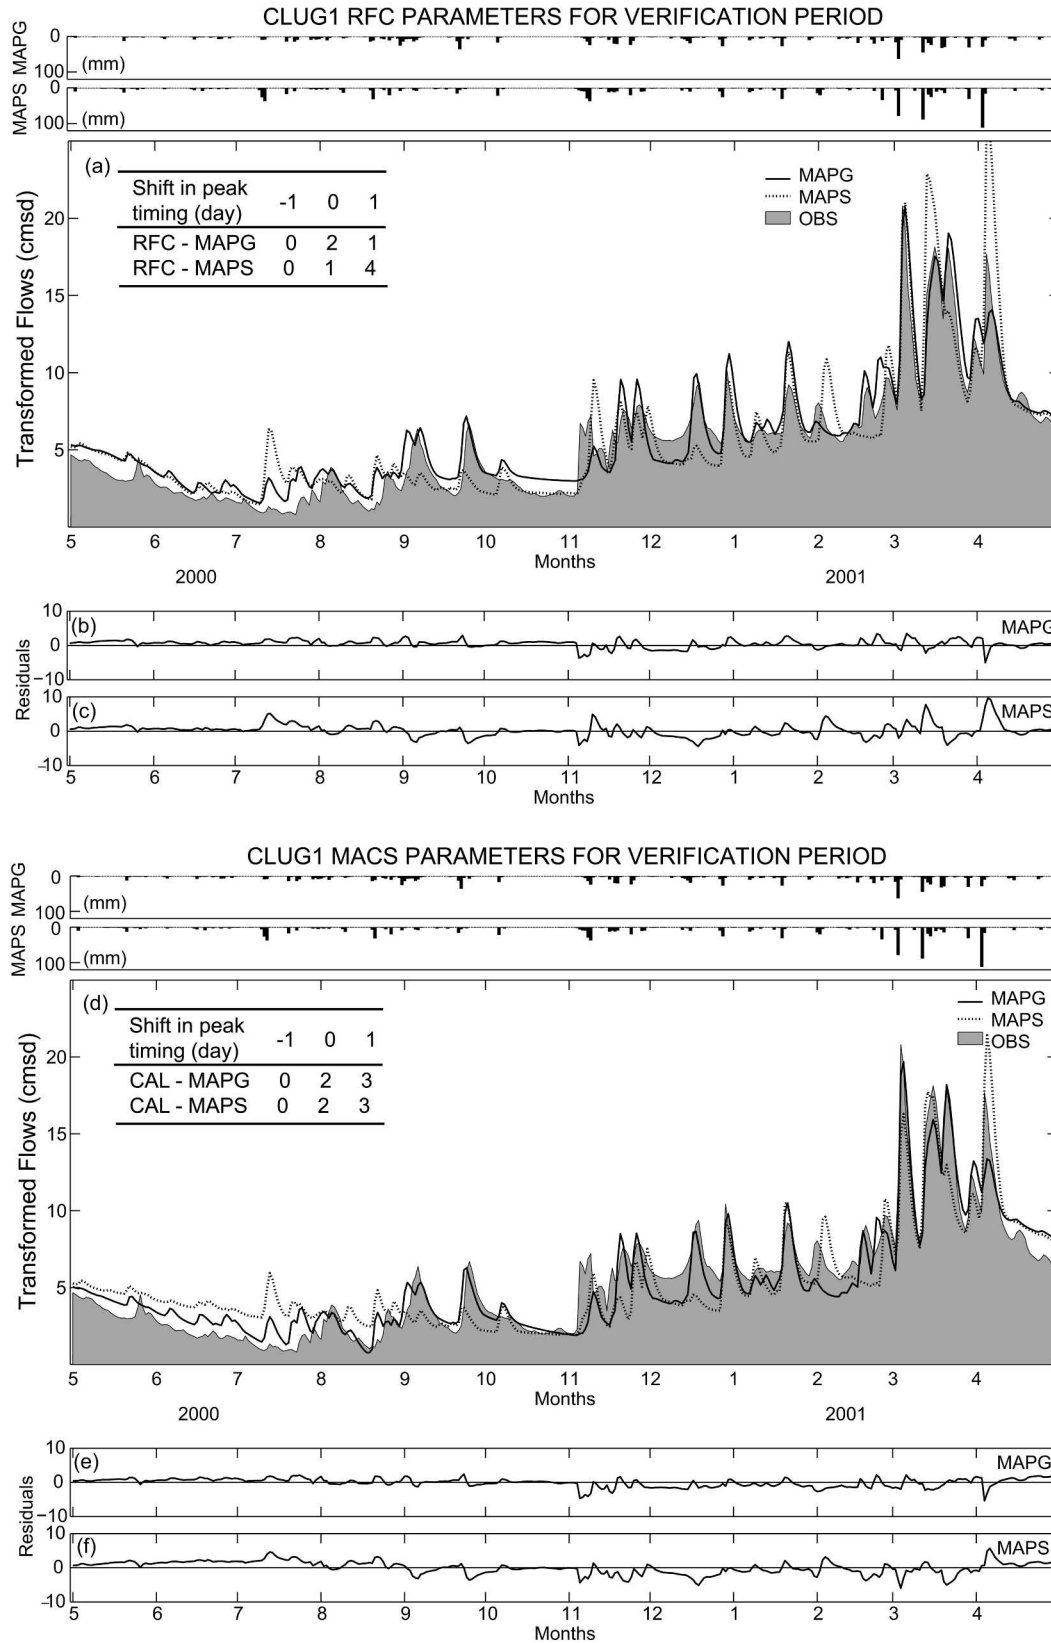 CLUG1 RFC PARAMETERS FOR VERIFICATION PERIOD
MAPG
0
100
(mm)
MAPS
0
100
(mm)
(a)
Shift in peak timing (day) -1 0 1
RFC - MAPG 0 2 1
RFC - MAPS 0 1 4
MAPG
MAPS
OBS
Transformed Flows (cmsd)
20
15
10
5
5 6 7 8 9 10 11 12 1 2 3 4
Months
2000 2001
Residuals
10
0
−10
(b)
MAPG
10
0
-10
(c)
MAPS
5 6 7 8 9 10 11 12 1 2 3 4
Months
CLUG1 MACS PARAMETERS FOR VERIFICATION PERIOD
MAPG
0
100
(mm)
MAPS
0
100
(mm)
(d)
Shift in peak timing (day) -1 0 1
CAL - MAPG 0 2 3
CAL - MAPS 0 2 3
MAPG
MAPS
OBS
Transformed Flows (cmsd)
20
15
10
5
5 6 7 8 9 10 11 12 1 2 3 4
Months
2000 2001
Residuals
10
0
−10
(e)
MAPG
10
0
-10
(f)
MAPS
5 6 7 8 9 10 11 12 1 2 3 4
Months